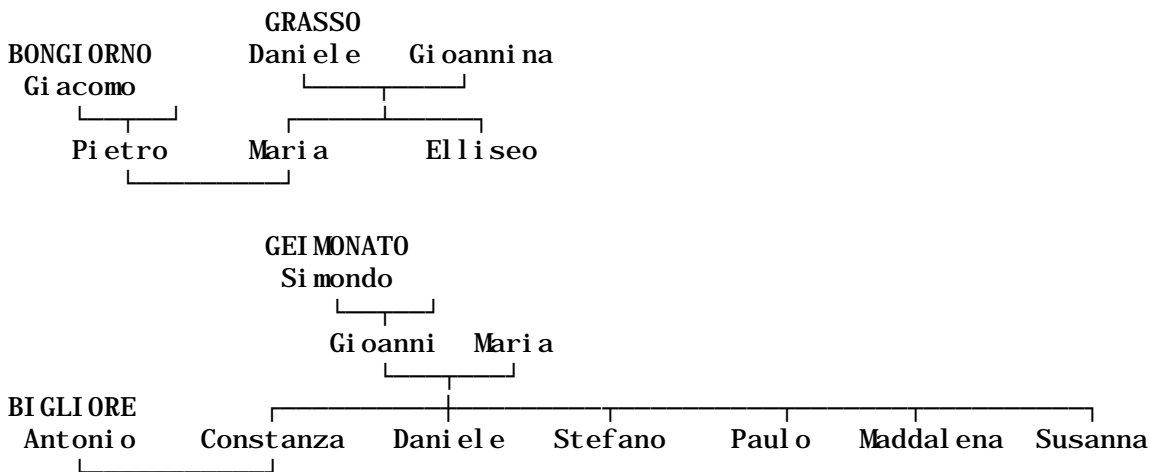 GRASSO
BONGIORNO Daniele Gioannina
Giacomo
Pietro Maria Elliseo
GEIMONATO
Simondo
Gioanni Maria
BIGLIORE
Antonio Constanza Daniele Stefano Paulo Maddalena Susanna